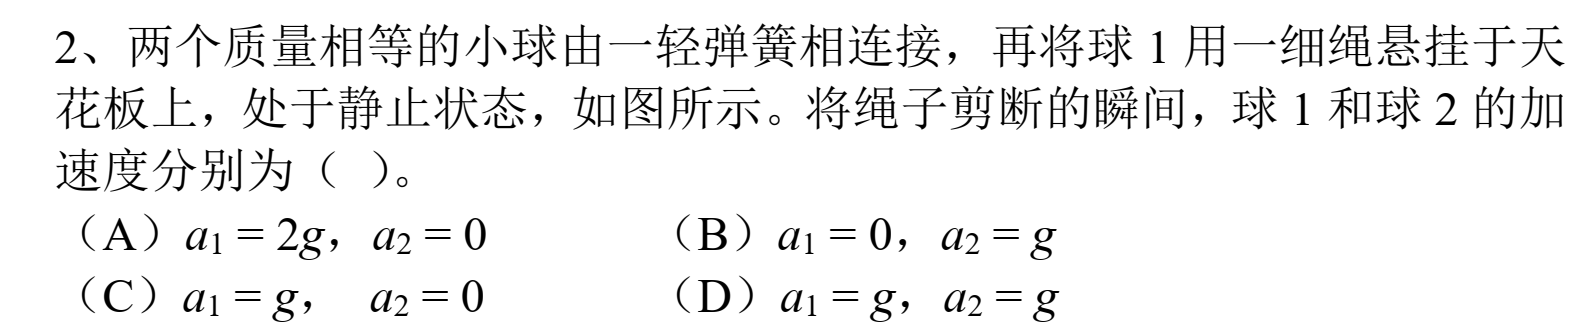 2、两个质量相等的小球由一轻弹簧相连接，再将球 1 用一细绳悬挂于天
花板上，处于静止状态，如图所示。将绳子剪断的瞬间，球 1 和球 2 的加
速度分别为（ ）。
（A）a₁ = 2g，a₂ = 0 （B）a₁ = 0，a₂ = g
（C）a₁ = g， a₂ = 0 （D）a₁ = g，a₂ = g